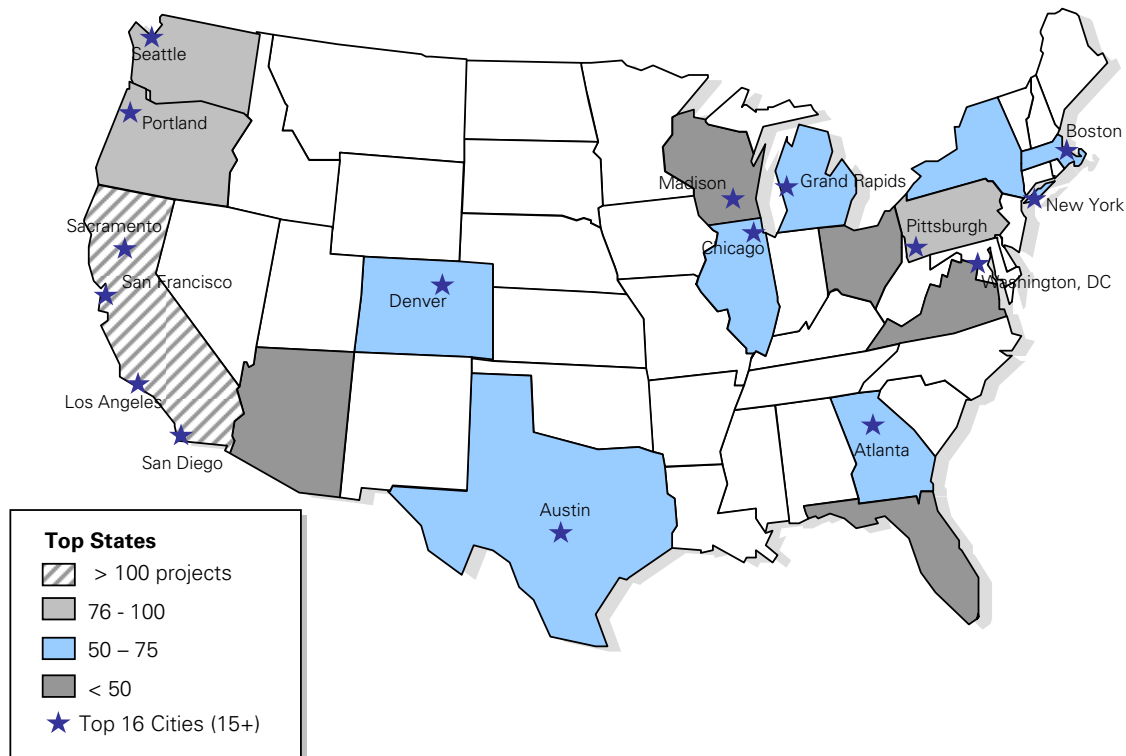 Seattle
Portland
Boston
Madison
Grand Rapids
New York
Sacramento
Pittsburgh
Chicago
San Francisco
Washington, DC
Denver
Los Angeles
San Diego
Atlanta
Austin
Top States
> 100 projects
76 - 100
50 – 75
< 50
Top 16 Cities (15+)